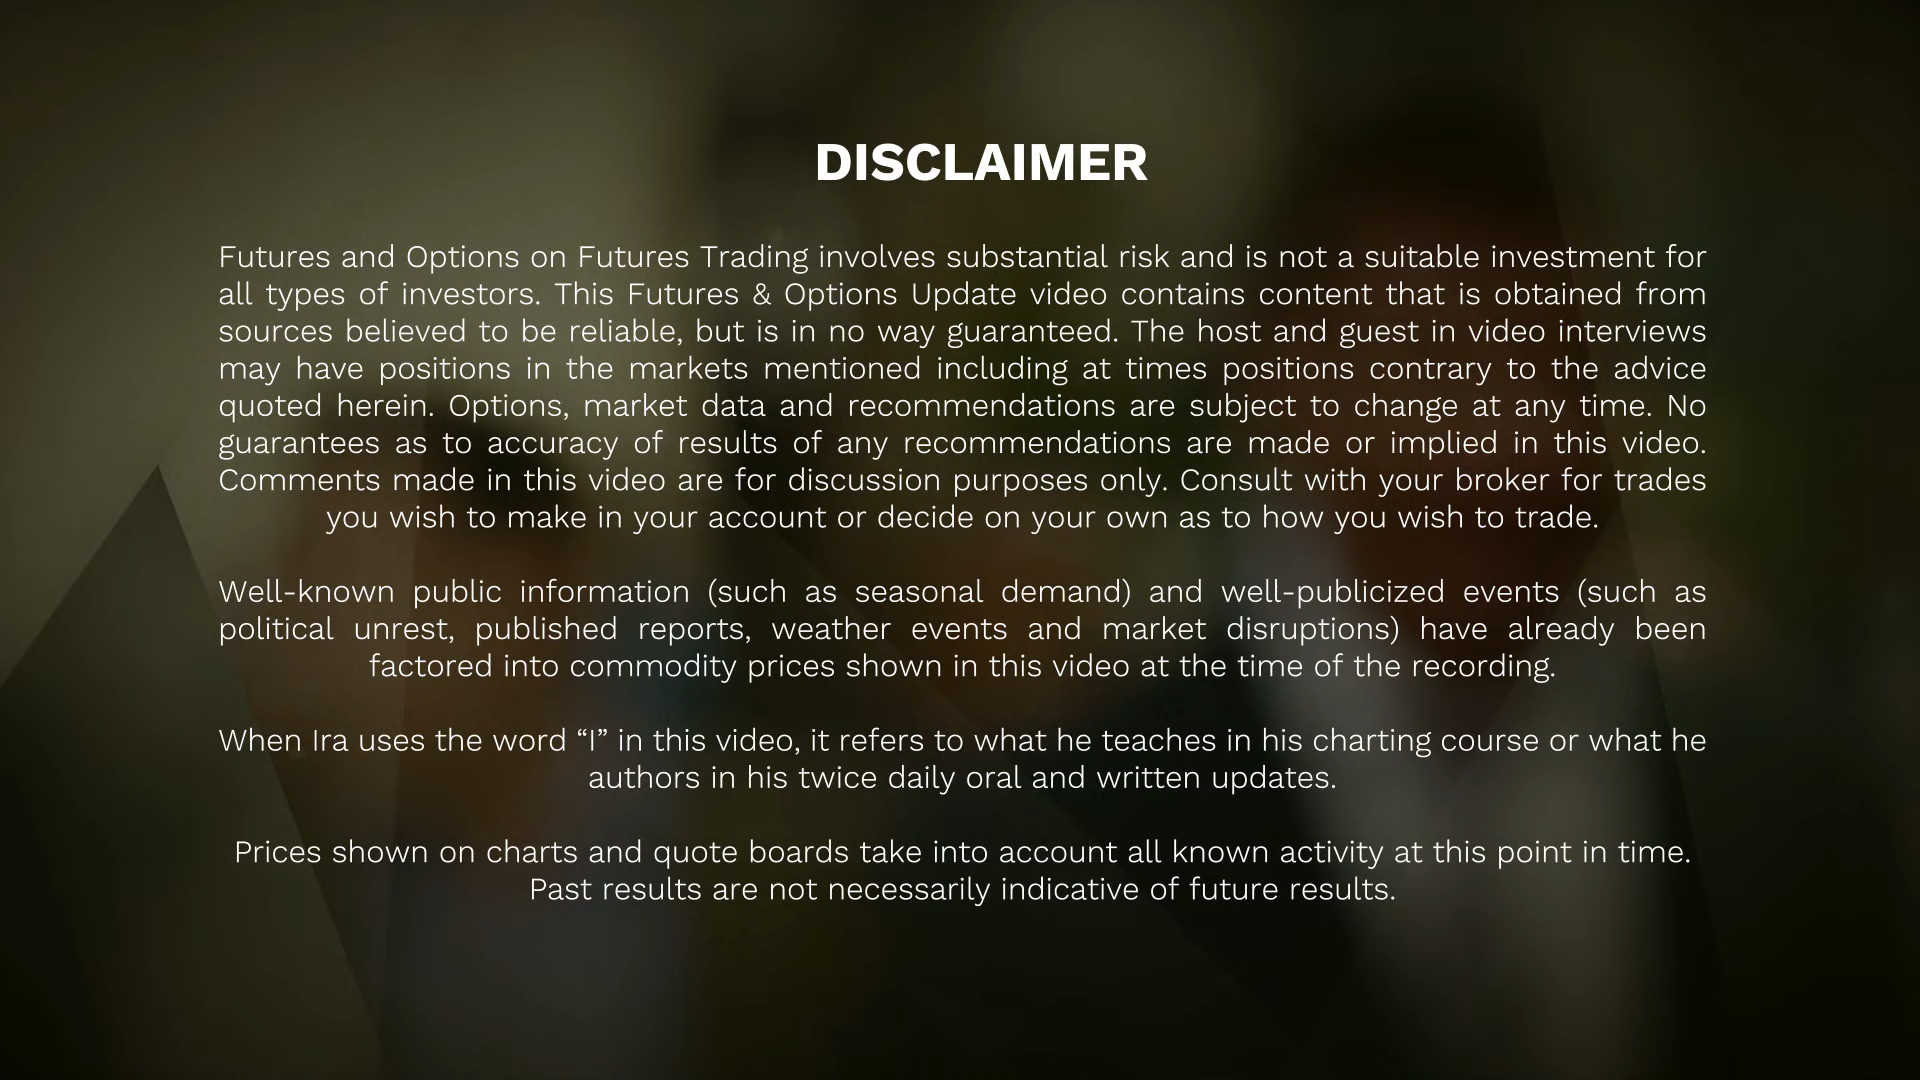 DISCLAIMER
Futures and Options on Futures Trading involves substantial risk and is not a suitable investment for
all types of investors. This Futures & Options Update video contains content that is obtained from
sources believed to be reliable, but is in no way guaranteed. The host and guest in video interviews
may have positions in the markets mentioned including at times positions contrary to the advice
quoted herein. Options, market data and recommendations are subject to change at any time. No
guarantees as to accuracy of results of any recommendations are made or implied in this video.
Comments made in this video are for discussion purposes only. Consult with your broker for trades
you wish to make in your account or decide on your own as to how you wish to trade.
Well-known public information (such as seasonal demand) and well-publicized events (such as
political unrest, published reports, weather events and market disruptions) have already been
factored into commodity prices shown in this video at the time of the recording.
When Ira uses the word “I” in this video, it refers to what he teaches in his charting course or what he
authors in his twice daily oral and written updates.
Prices shown on charts and quote boards take into account all known activity at this point in time.
Past results are not necessarily indicative of future results.